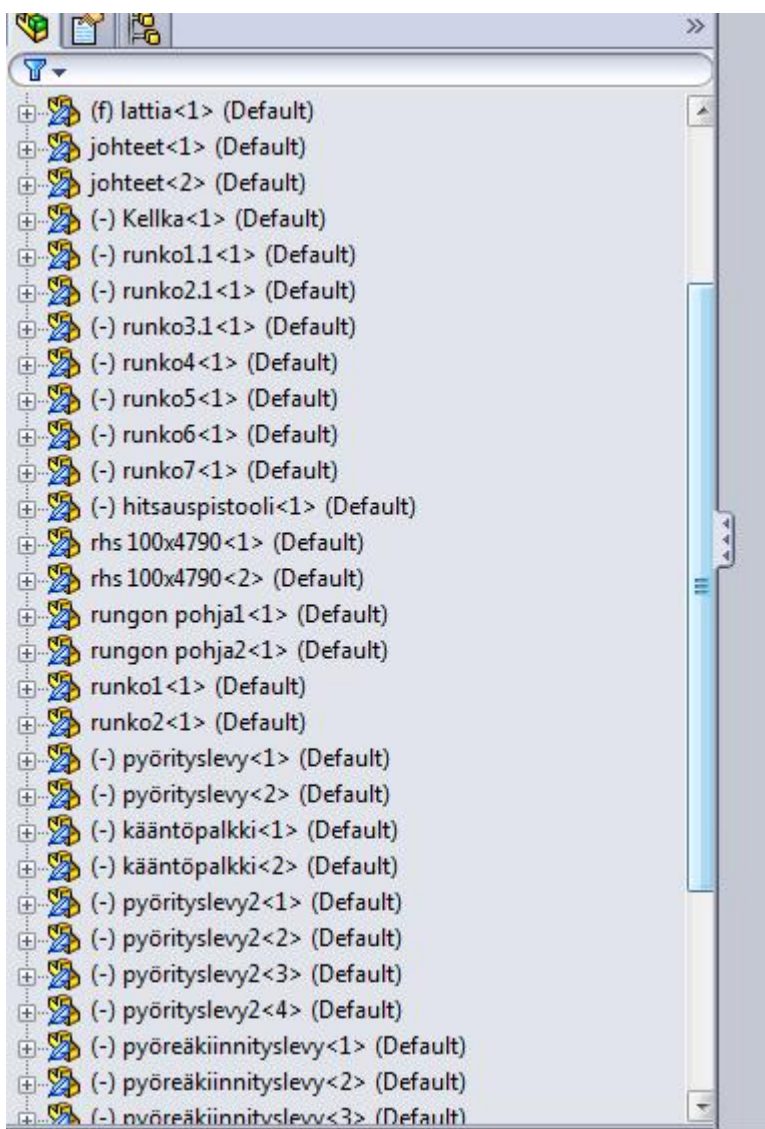 (f) lattia<1> (Default)
johteet<1> (Default)
johteet<2> (Default)
(-) Kellka<1> (Default)
(-) runko1.1<1> (Default)
(-) runko2.1<1> (Default)
(-) runko3.1<1> (Default)
(-) runko4<1> (Default)
(-) runko5<1> (Default)
(-) runko6<1> (Default)
(-) runko7<1> (Default)
(-) hitsauspistooli<1> (Default)
rhs 100x4790<1> (Default)
rhs 100x4790<2> (Default)
rungon pohja1<1> (Default)
rungon pohja2<1> (Default)
runko1<1> (Default)
runko2<1> (Default)
(-) pyörityslevy<1> (Default)
(-) pyörityslevy<2> (Default)
(-) kääntöpalkki<1> (Default)
(-) kääntöpalkki<2> (Default)
(-) pyörityslevy2<1> (Default)
(-) pyörityslevy2<2> (Default)
(-) pyörityslevy2<3> (Default)
(-) pyörityslevy2<4> (Default)
(-) pyöreäkiinnityslevy<1> (Default)
(-) pyöreäkiinnityslevy<2> (Default)
(-) pyöreäkiinnityslevy<3> (Default)